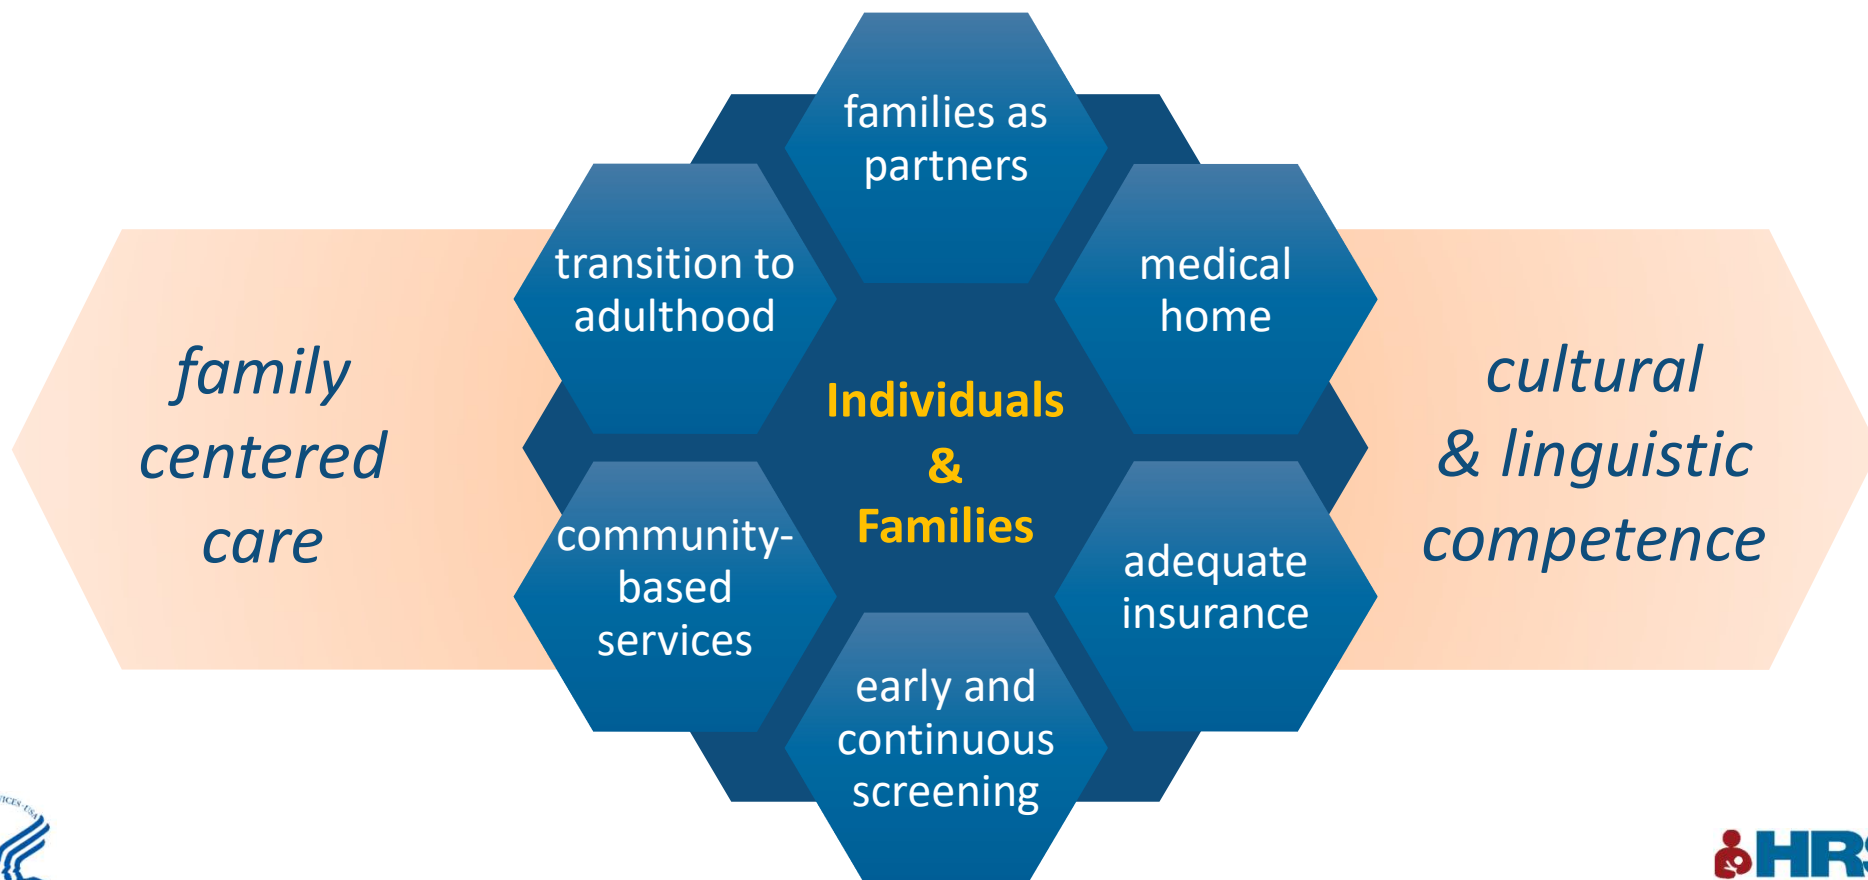 families as
partners
transition to
adulthood
medical
home
family
centered
care
Individuals
&
Families
cultural
& linguistic
competence
community-
based
services
adequate
insurance
early and
continuous
screening